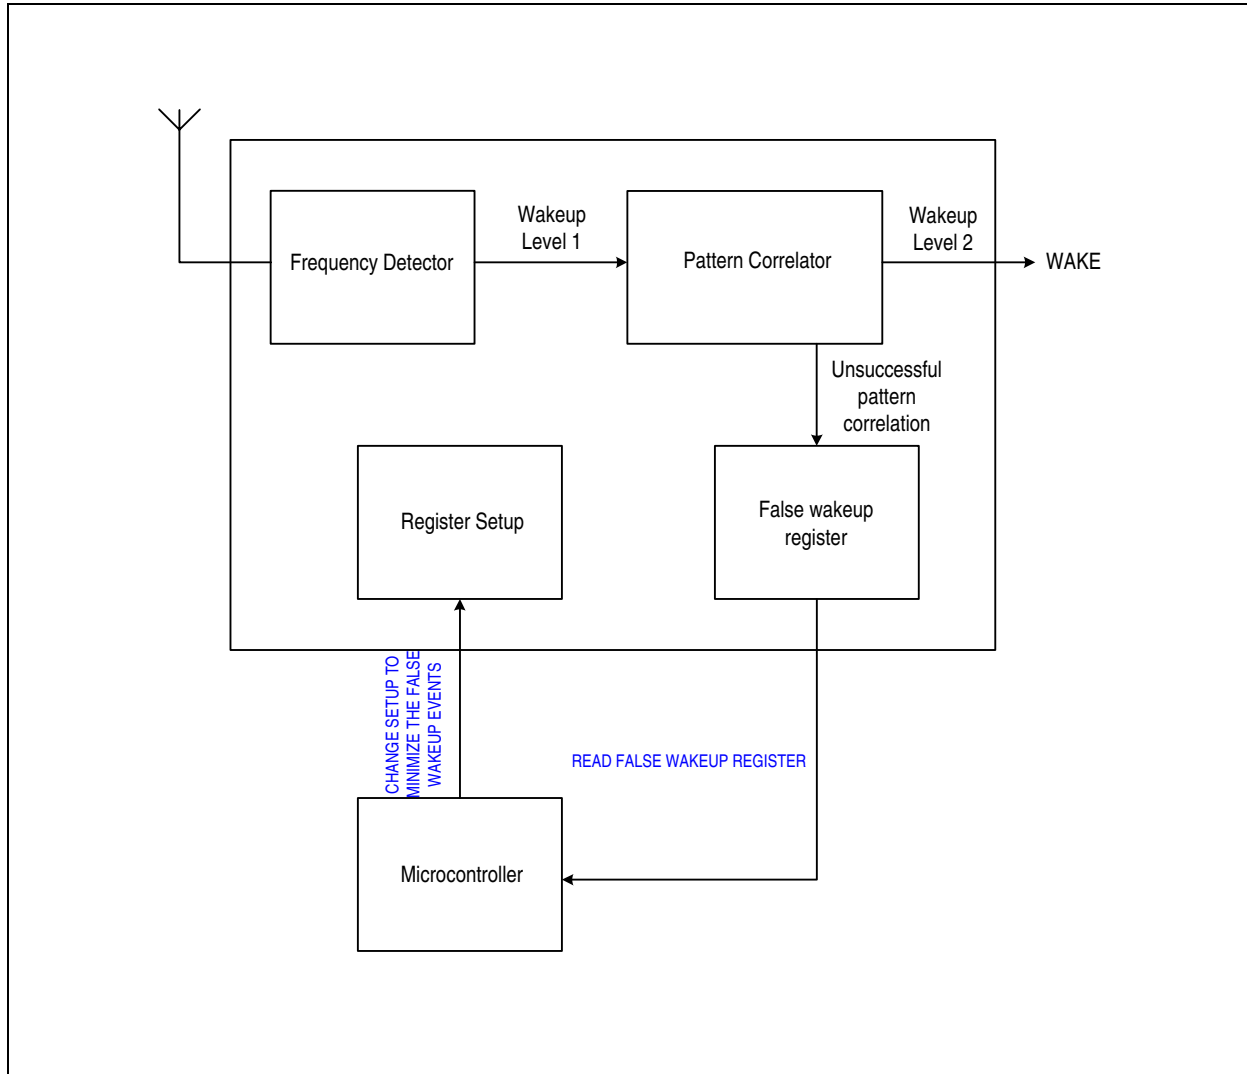 Wakeup
Level 1
Wakeup
Level 2
Frequency Detector
Pattern Correlator
WAKE
Unsuccessful
pattern
correlation
Register Setup
False wakeup
register
CHANGE SETUP TO
MINIMIZE THE FALSE
WAKEUP EVENTS
READ FALSE WAKEUP REGISTER
Microcontroller